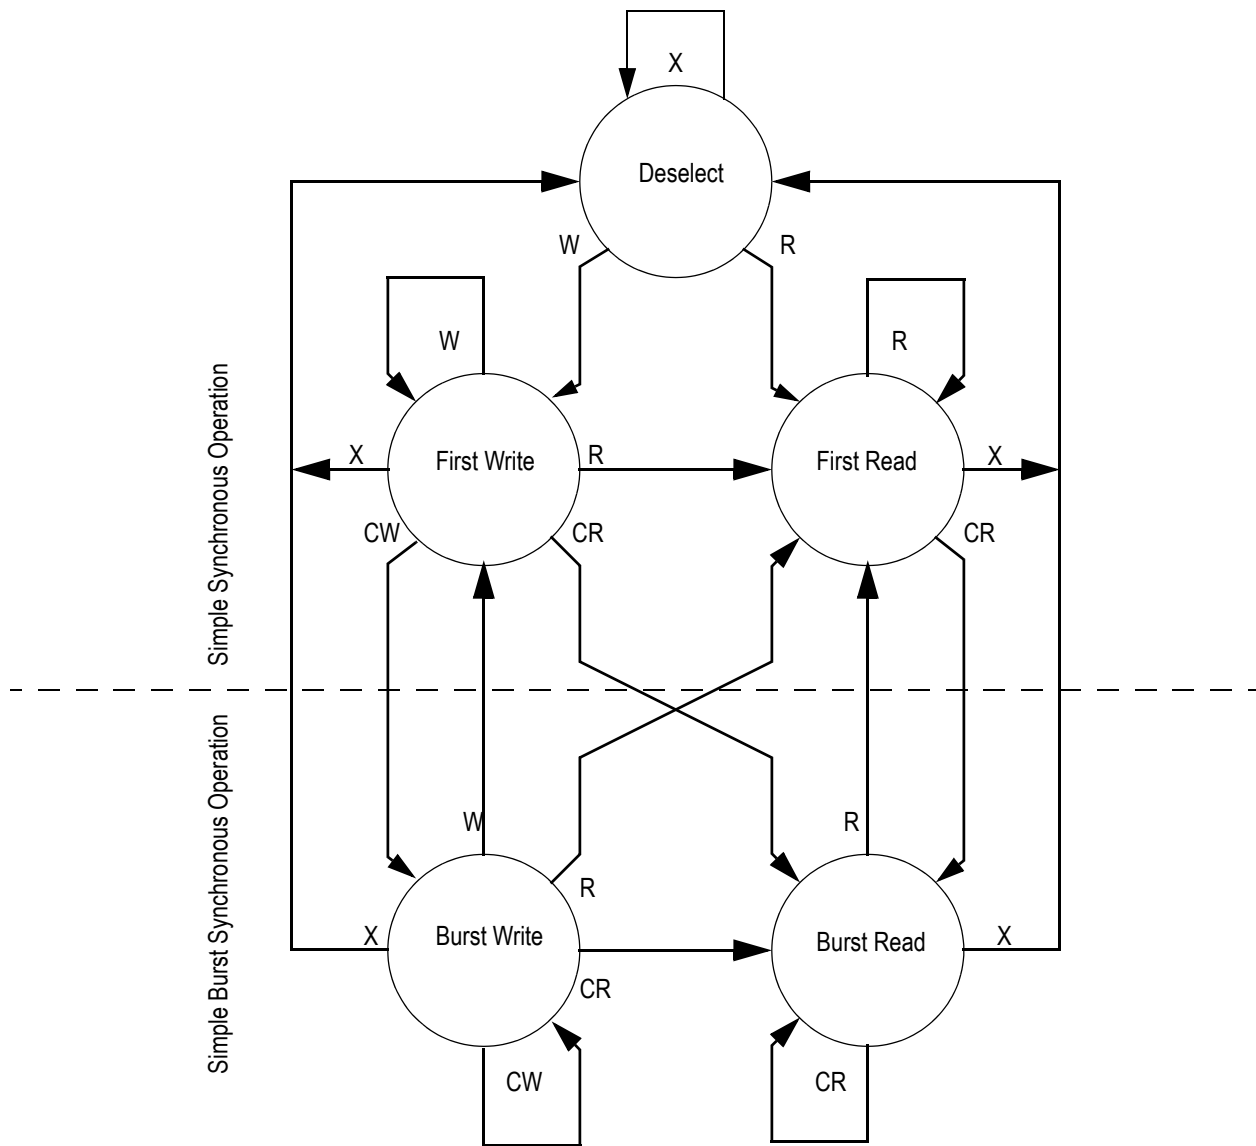 X
Deselect
W
R
W
R
Simple Synchronous Operation
X
First Write
R
First Read
X
CW
CR
CR
Simple Burst Synchronous Operation
W
R
R
X
Burst Write
Burst Read
X
CR
CW
CR